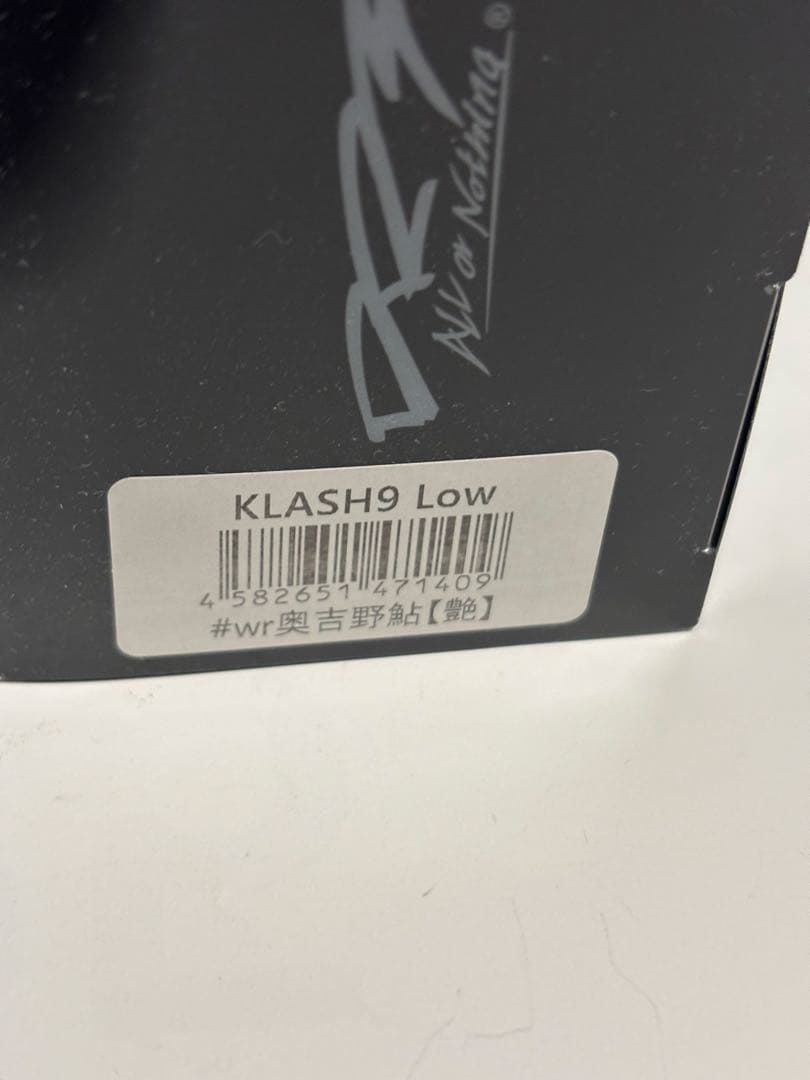 All or Nothing®
KLASH9 Low
4 582651 471409
#wr奥吉野鮎【艶】